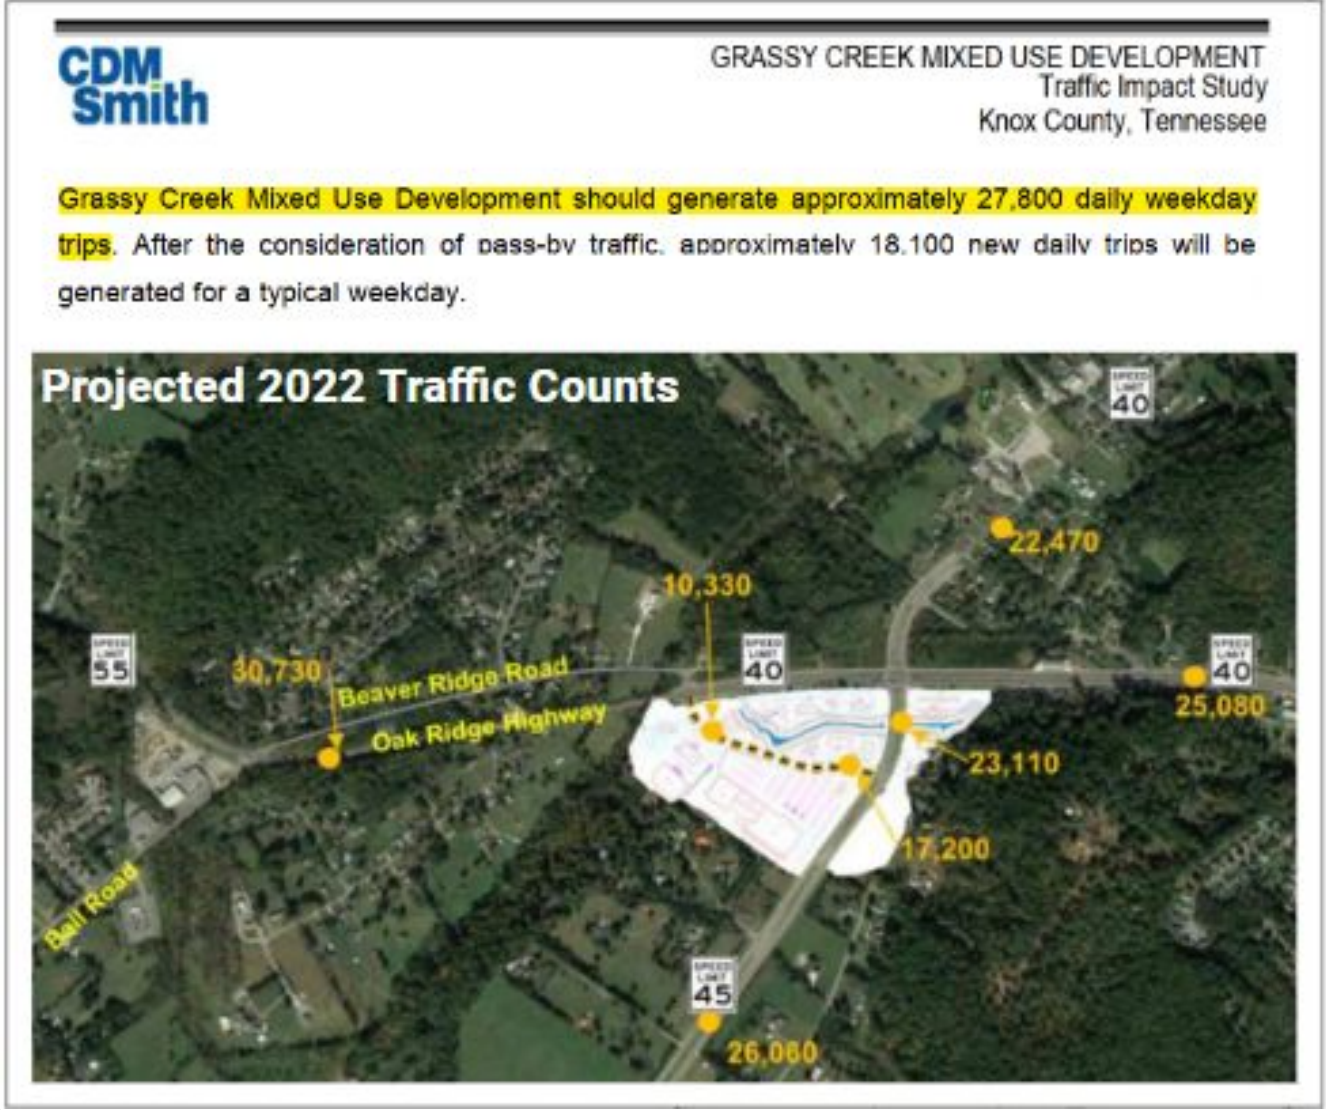 CDM
Smith
GRASSY CREEK MIXED USE DEVELOPMENT
Traffic Impact Study
Knox County, Tennessee
Grassy Creek Mixed Use Development should generate approximately 27,800 daily weekday
trips. After the consideration of pass-by traffic, approximately 18,100 new daily trips will be
generated for a typical weekday.
Projected 2022 Traffic Counts
SPEED
LIMIT
40
22,470
10,330
SPEED
LIMIT
55
30,730
Beaver Ridge Road
SPEED
LIMIT
40
SPEED
LIMIT
40
25,080
Oak Ridge Highway
23,110
17,200
Ball Road
SPEED
LIMIT
45
26,060